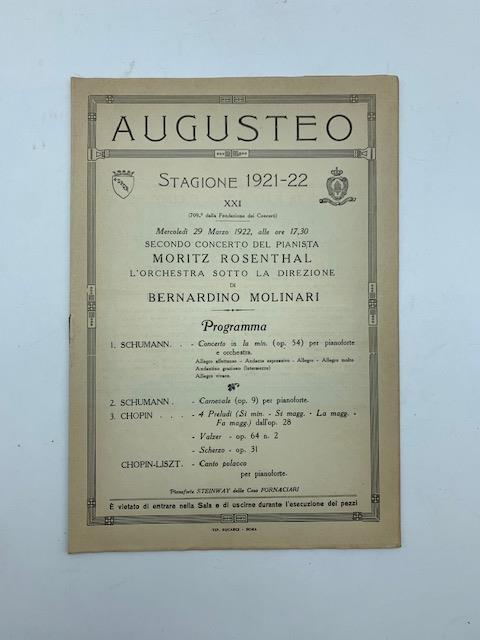 AUGUSTEO
STAGIONE 1921-22
XXI
(709.ª dalla Fondazione dei Concerti)
Mercoledì 29 Marzo 1922, alle ore 17,30
SECONDO CONCERTO DEL PIANISTA
MORITZ ROSENTHAL
L'ORCHESTRA SOTTO LA DIREZIONE
DI
BERNARDINO MOLINARI
Programma
1. SCHUMANN. . - Concerto in la min. (op. 54) per pianoforte
e orchestra.
Allegro affettuoso - Andante espressivo - Allegro - Allegro molto
Andantino grazioso (Intermezzo)
Allegro vivace.
2. SCHUMANN . - Carnevale (op. 9) per pianoforte.
3. CHOPIN . . . . - 4 Preludi (Si min. - Si magg. - La magg. -
Fa magg.) dall'op. 28
- Valzer - op. 64 n. 2
- Scherzo - op. 31
CHOPIN-LISZT. - Canto polacco
per pianoforte.
Pianoforte STEINWAY della Casa FORNACIARI
È vietato di entrare nella Sala e di uscirne durante l'esecuzione dei pezzi
TIP. SQUARCI - ROMA